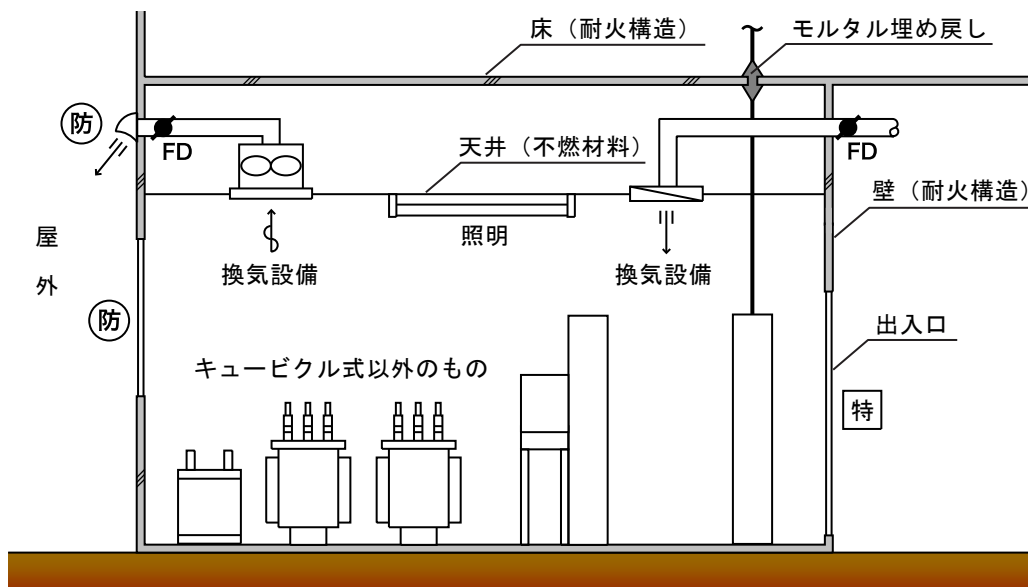 床（耐火構造）
モルタル埋め戻し
防
FD
天井（不燃材料）
FD
壁（耐火構造）
照明
屋外
換気設備
換気設備
防
出入口
キュービクル式以外のもの
特